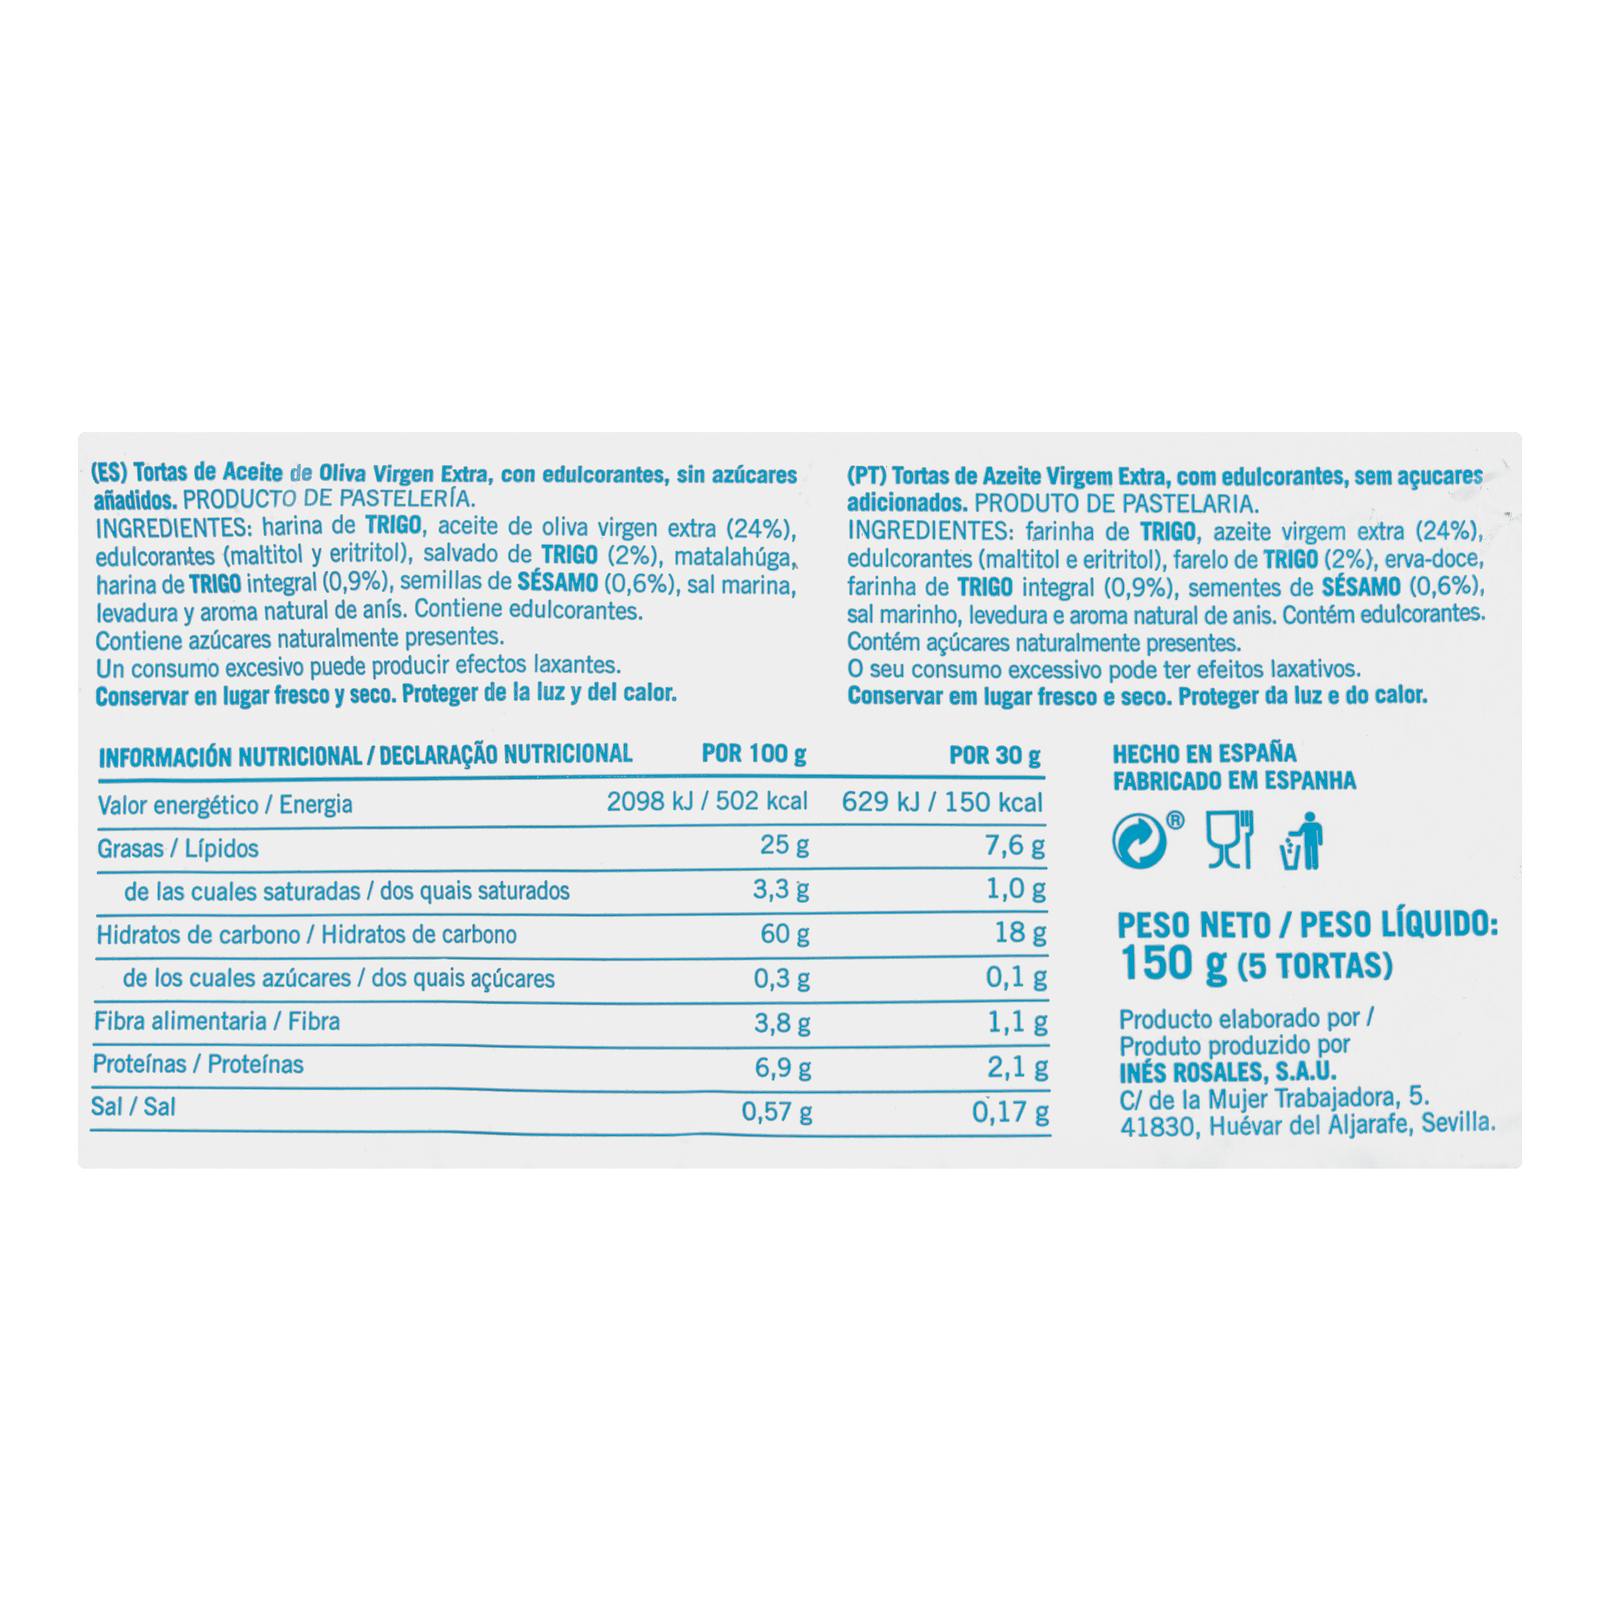 (ES) Tortas de Aceite de Oliva Virgen Extra, con edulcorantes, sin azúcares
añadidos. PRODUCTO DE PASTELERÍA.
INGREDIENTES: harina de TRIGO, aceite de oliva virgen extra (24%),
edulcorantes (maltitol y eritritol), salvado de TRIGO (2%), matalahúga,
harina de TRIGO integral (0,9%), semillas de SÉSAMO (0,6%), sal marina,
levadura y aroma natural de anís. Contiene edulcorantes.
Contiene azúcares naturalmente presentes.
Un consumo excesivo puede producir efectos laxantes.
Conservar en lugar fresco y seco. Proteger de la luz y del calor.
(PT) Tortas de Azeite Virgem Extra, com edulcorantes, sem açucares
adicionados. PRODUTO DE PASTELARIA.
INGREDIENTES: farinha de TRIGO, azeite virgem extra (24%),
edulcorantes (maltitol e eritritol), farelo de TRIGO (2%), erva-doce,
farinha de TRIGO integral (0,9%), sementes de SÉSAMO (0,6%),
sal marinho, levedura e aroma natural de anis. Contém edulcorantes.
Contém açúcares naturalmente presentes.
O seu consumo excessivo pode ter efeitos laxativos.
Conservar em lugar fresco e seco. Proteger da luz e do calor.
INFORMACIÓN NUTRICIONAL / DECLARAÇÃO NUTRICIONAL POR 100 g POR 30 g
Valor energético / Energia 2098 kJ / 502 kcal 629 kJ / 150 kcal
Grasas / Lípidos 25 g 7,6 g
de las cuales saturadas / dos quais saturados 3,3 g 1,0 g
Hidratos de carbono / Hidratos de carbono 60 g 18 g
de los cuales azúcares / dos quais açúcares 0,3 g 0,1 g
Fibra alimentaria / Fibra 3,8 g 1,1 g
Proteínas / Proteínas 6,9 g 2,1 g
Sal / Sal 0,57 g 0,17 g
HECHO EN ESPAÑA
FABRICADO EM ESPANHA
®
PESO NETO / PESO LÍQUIDO:
150 g (5 TORTAS)
Producto elaborado por /
Produto produzido por
INÉS ROSALES, S.A.U.
C/ de la Mujer Trabajadora, 5.
41830, Huévar del Aljarafe, Sevilla.